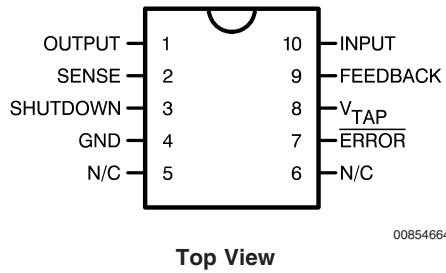 OUTPUT 1 10 INPUT
SENSE 2 9 FEEDBACK
SHUTDOWN 3 8 VTAP
GND 4 7 ERROR
N/C 5 6 N/C
00854664
Top View